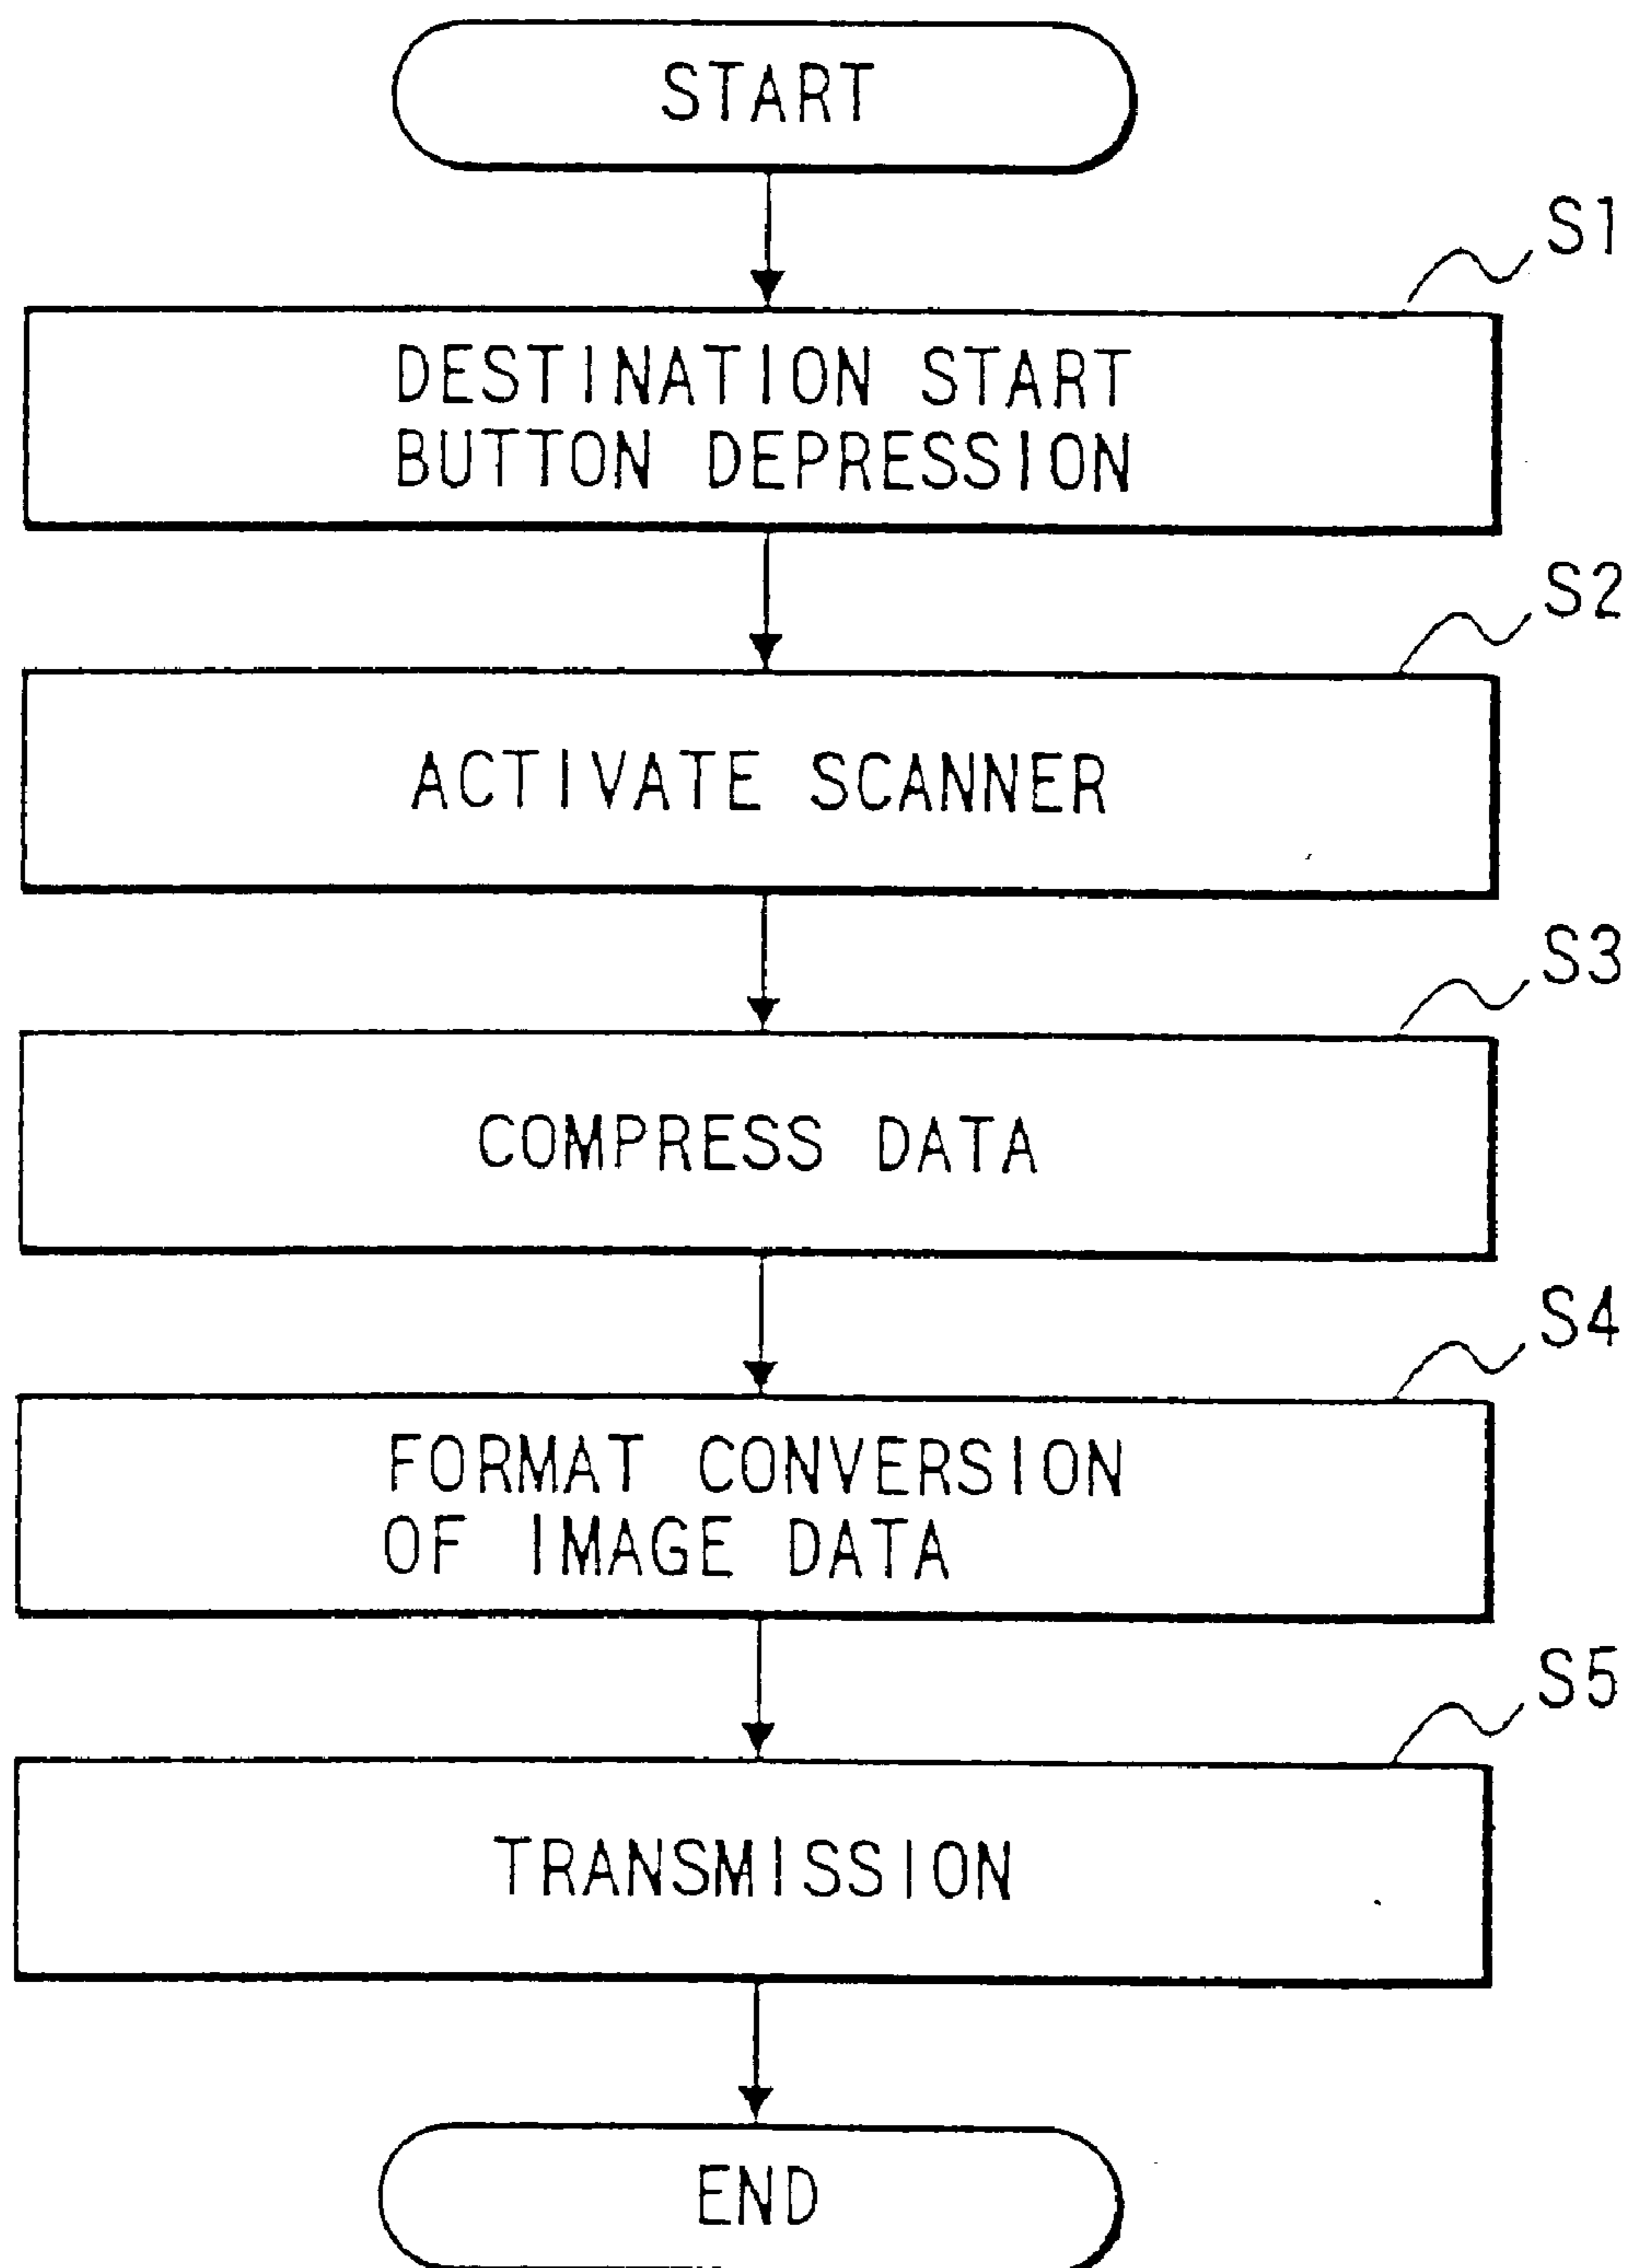 START
S1
DESTINATION START
BUTTON DEPRESSION
S2
ACTIVATE SCANNER
S3
COMPRESS DATA
S4
FORMAT CONVERSION
OF IMAGE DATA
S5
TRANSMISSION
END